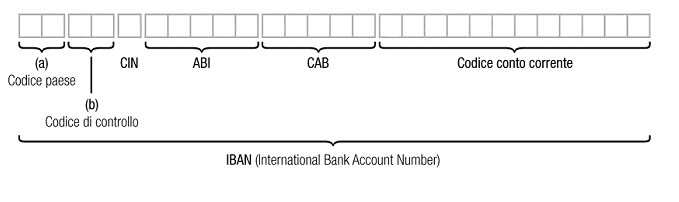 (a) CIN ABI CAB Codice conto corrente
Codice paese
(b)
Codice di controllo
IBAN (International Bank Account Number)